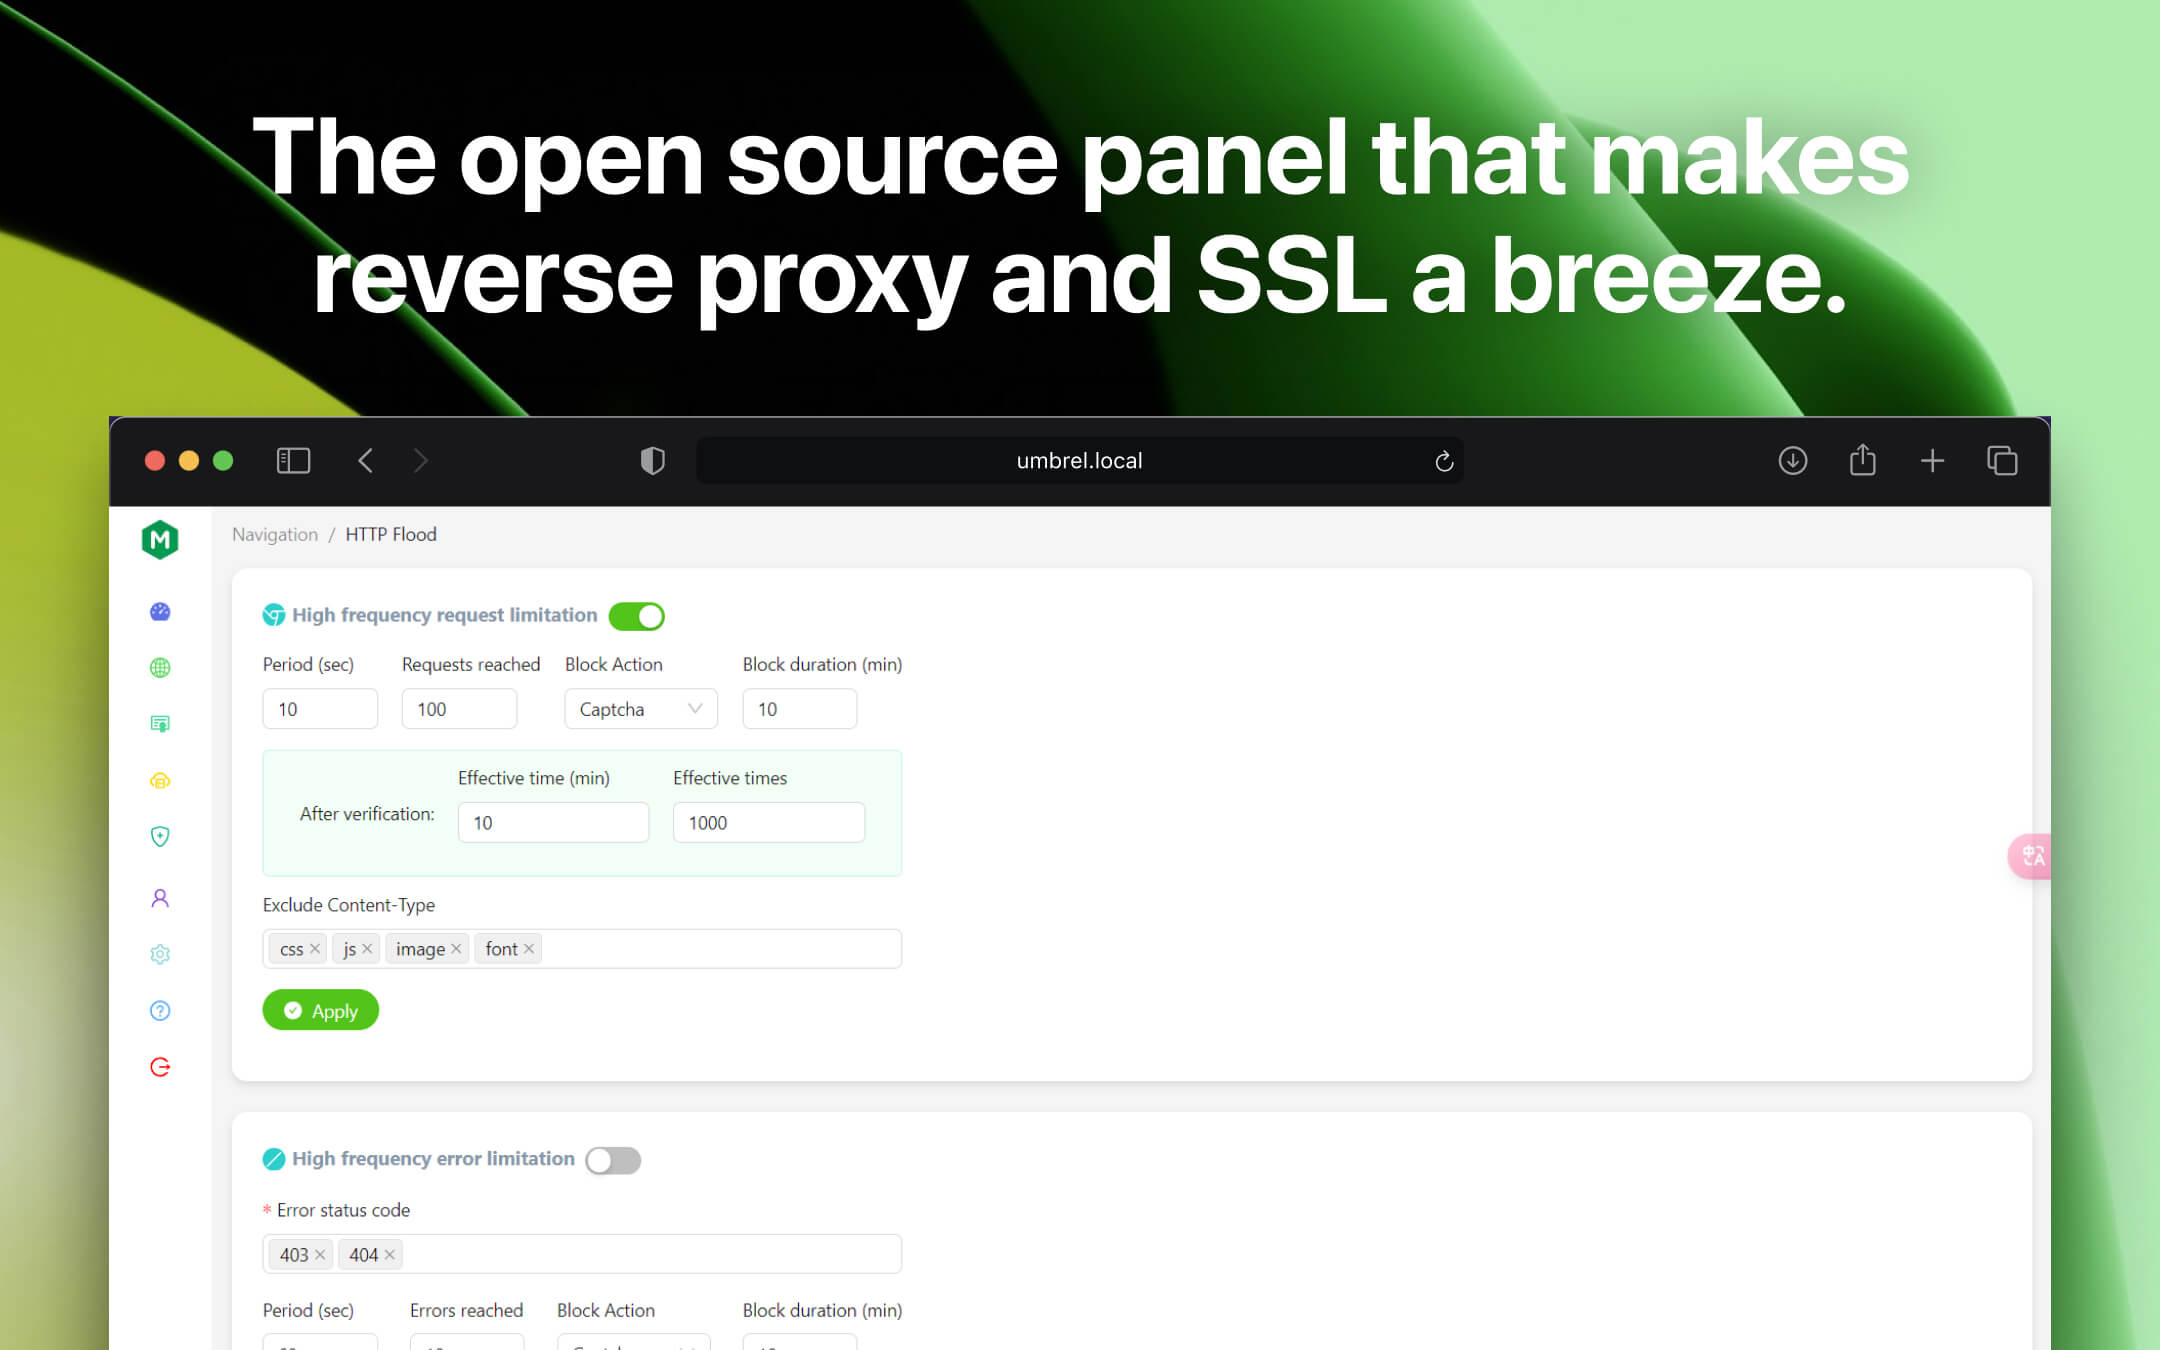 The open source panel that makes
reverse proxy and SSL a breeze.
umbrel.local
M
Navigation / HTTP Flood
High frequency request limitation
Period (sec) Requests reached Block Action Block duration (min)
10 100 Captcha 10
Effective time (min) Effective times
After verification: 10 1000
Exclude Content-Type
css × js × image × font ×
Apply
High frequency error limitation
* Error status code
403 × 404 ×
Period (sec) Errors reached Block Action Block duration (min)